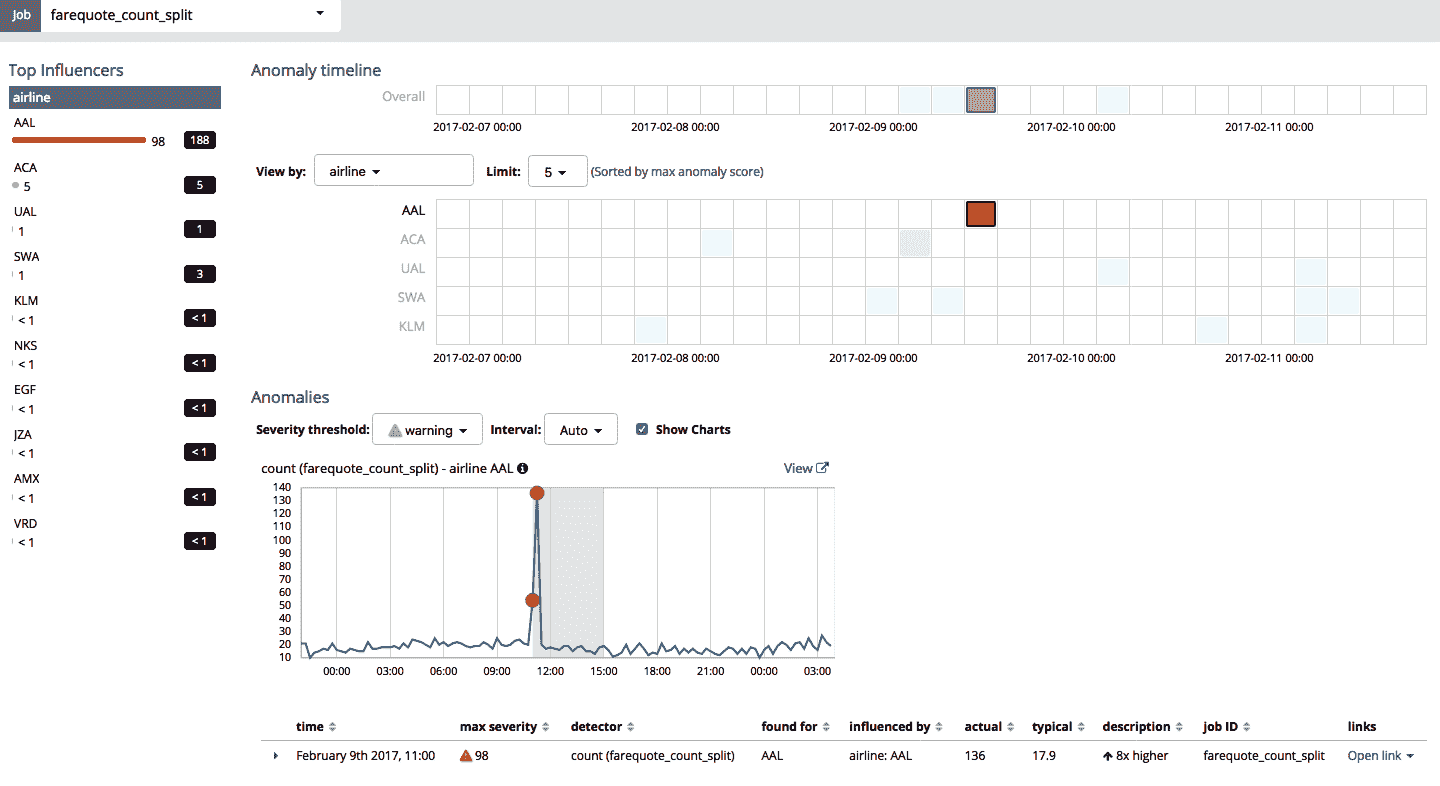 job farequote_count_split
Top Influencers
airline
AAL
98 188
ACA
5 5
UAL
1 1
SWA
1 3
KLM
< 1 < 1
NKS
< 1 < 1
EGF
< 1 < 1
JZA
< 1 < 1
AMX
< 1 < 1
VRD
< 1 < 1
Anomaly timeline
Overall
2017-02-07 00:00 2017-02-08 00:00 2017-02-09 00:00 2017-02-10 00:00 2017-02-11 00:00
View by: airline Limit: 5 (Sorted by max anomaly score)
AAL
ACA
UAL
SWA
KLM
2017-02-07 00:00 2017-02-08 00:00 2017-02-09 00:00 2017-02-10 00:00 2017-02-11 00:00
Anomalies
Severity threshold: warning Interval: Auto Show Charts
count (farequote_count_split) - airline AAL View
140
130
120
110
100
90
80
70
60
50
40
30
20
10
00:00 03:00 06:00 09:00 12:00 15:00 18:00 21:00 00:00 03:00
time max severity detector found for influenced by actual typical description job ID links
February 9th 2017, 11:00 98 count (farequote_count_split) AAL airline: AAL 136 17.9 8x higher farequote_count_split Open link